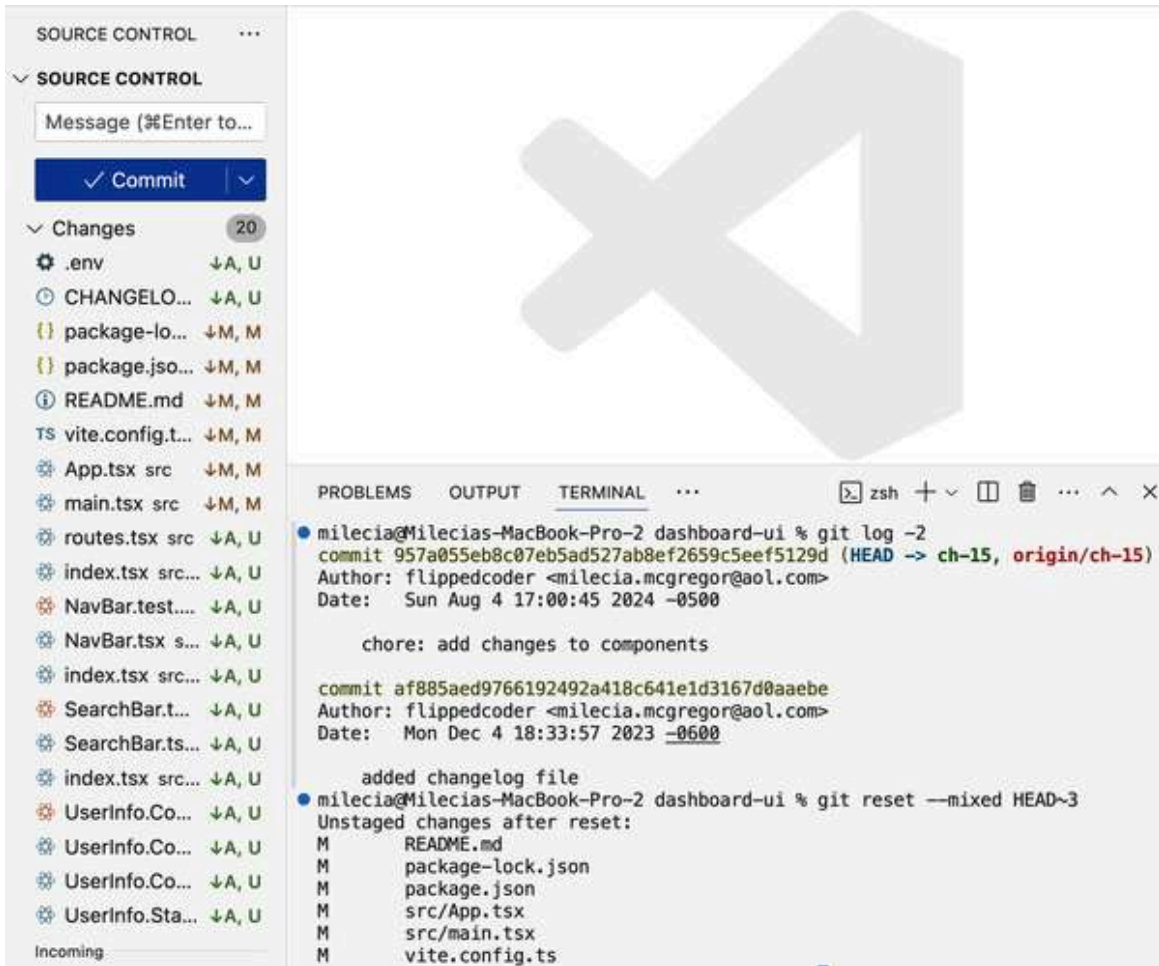 SOURCE CONTROL ...
SOURCE CONTROL
Message (⌘Enter to...
Commit
Changes 20
.env ↓A, U
CHANGELO... ↓A, U
{} package-lo... ↓M, M
{} package.jso... ↓M, M
README.md ↓M, M
TS vite.config.t... ↓M, M
App.tsx src ↓M, M
main.tsx src ↓M, M
routes.tsx src ↓A, U
index.tsx src... ↓A, U
NavBar.test.... ↓A, U
NavBar.tsx s... ↓A, U
index.tsx src... ↓A, U
SearchBar.t... ↓A, U
SearchBar.ts... ↓A, U
index.tsx src... ↓A, U
UserInfo.Co... ↓A, U
UserInfo.Co... ↓A, U
UserInfo.Co... ↓A, U
UserInfo.Sta... ↓A, U
Incoming
PROBLEMS OUTPUT TERMINAL ... zsh
milecia@Milecias-MacBook-Pro-2 dashboard-ui % git log -2
commit 957a055eb8c07eb5ad527ab8ef2659c5eef5129d (HEAD -> ch-15, origin/ch-15)
Author: flippedcoder <milecia.mcgregor@aol.com>
Date: Sun Aug 4 17:00:45 2024 -0500
chore: add changes to components
commit af885aed9766192492a418c641e1d3167d0aaebe
Author: flippedcoder <milecia.mcgregor@aol.com>
Date: Mon Dec 4 18:33:57 2023 -0600
added changelog file
milecia@Milecias-MacBook-Pro-2 dashboard-ui % git reset --mixed HEAD~3
Unstaged changes after reset:
M README.md
M package-lock.json
M package.json
M src/App.tsx
M src/main.tsx
M vite.config.ts